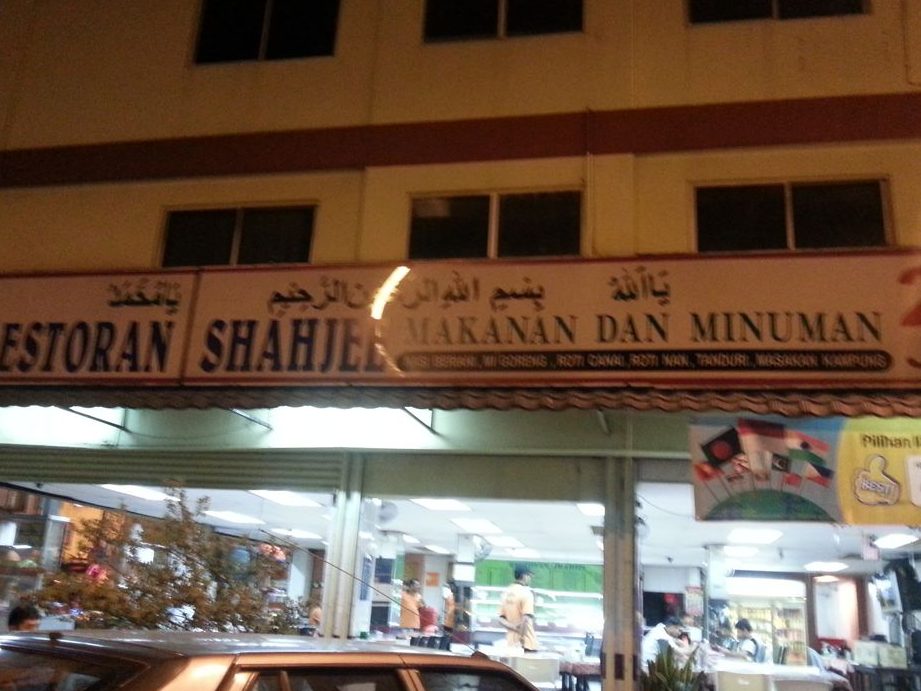 يا محمد
بسم الله الرحمن الرحيم
يا الله
ESTORAN
SHAHJE
MAKANAN DAN MINUMAN
NASI BERIANI, MI GORENG, ROTI CANAI, ROTI NAN, TANDURI, MASAKAN KAMPUNG
Pilihan
BEST!